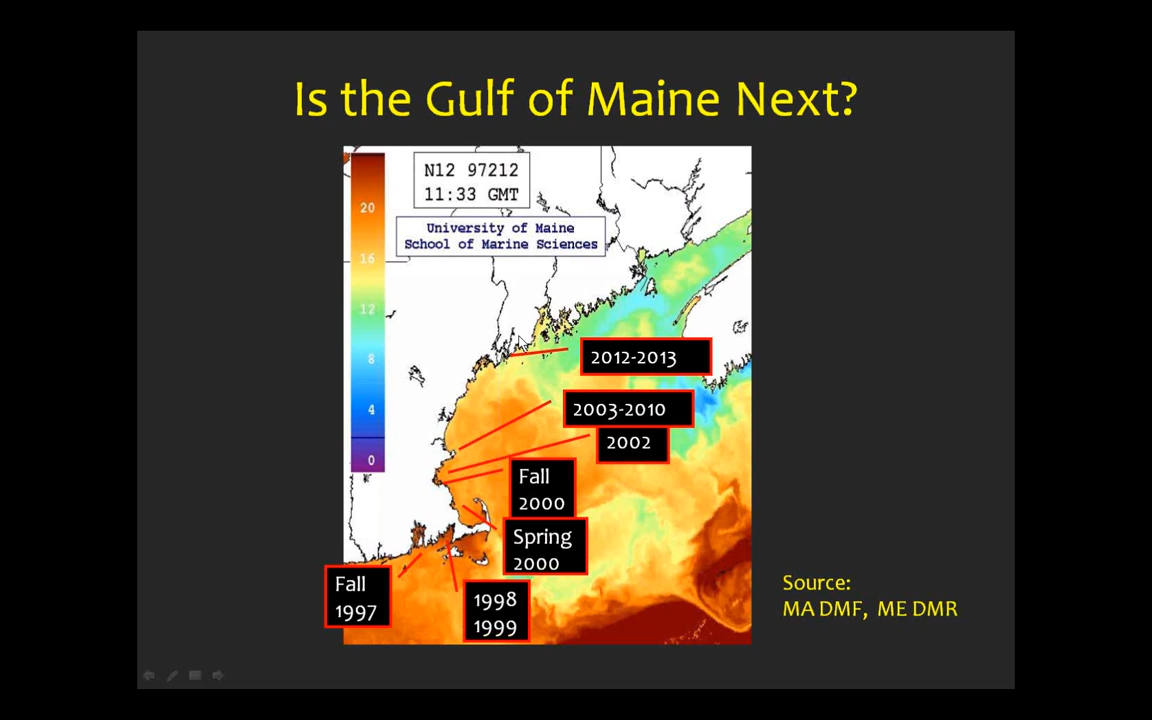 Is the Gulf of Maine Next?
N12 97212
11:33 GMT
University of Maine
School of Marine Sciences
20
16
12
8
4
0
2012-2013
2003-2010
2002
Fall
2000
Spring
2000
Fall
1997
1998
1999
Source:
MA DMF, ME DMR